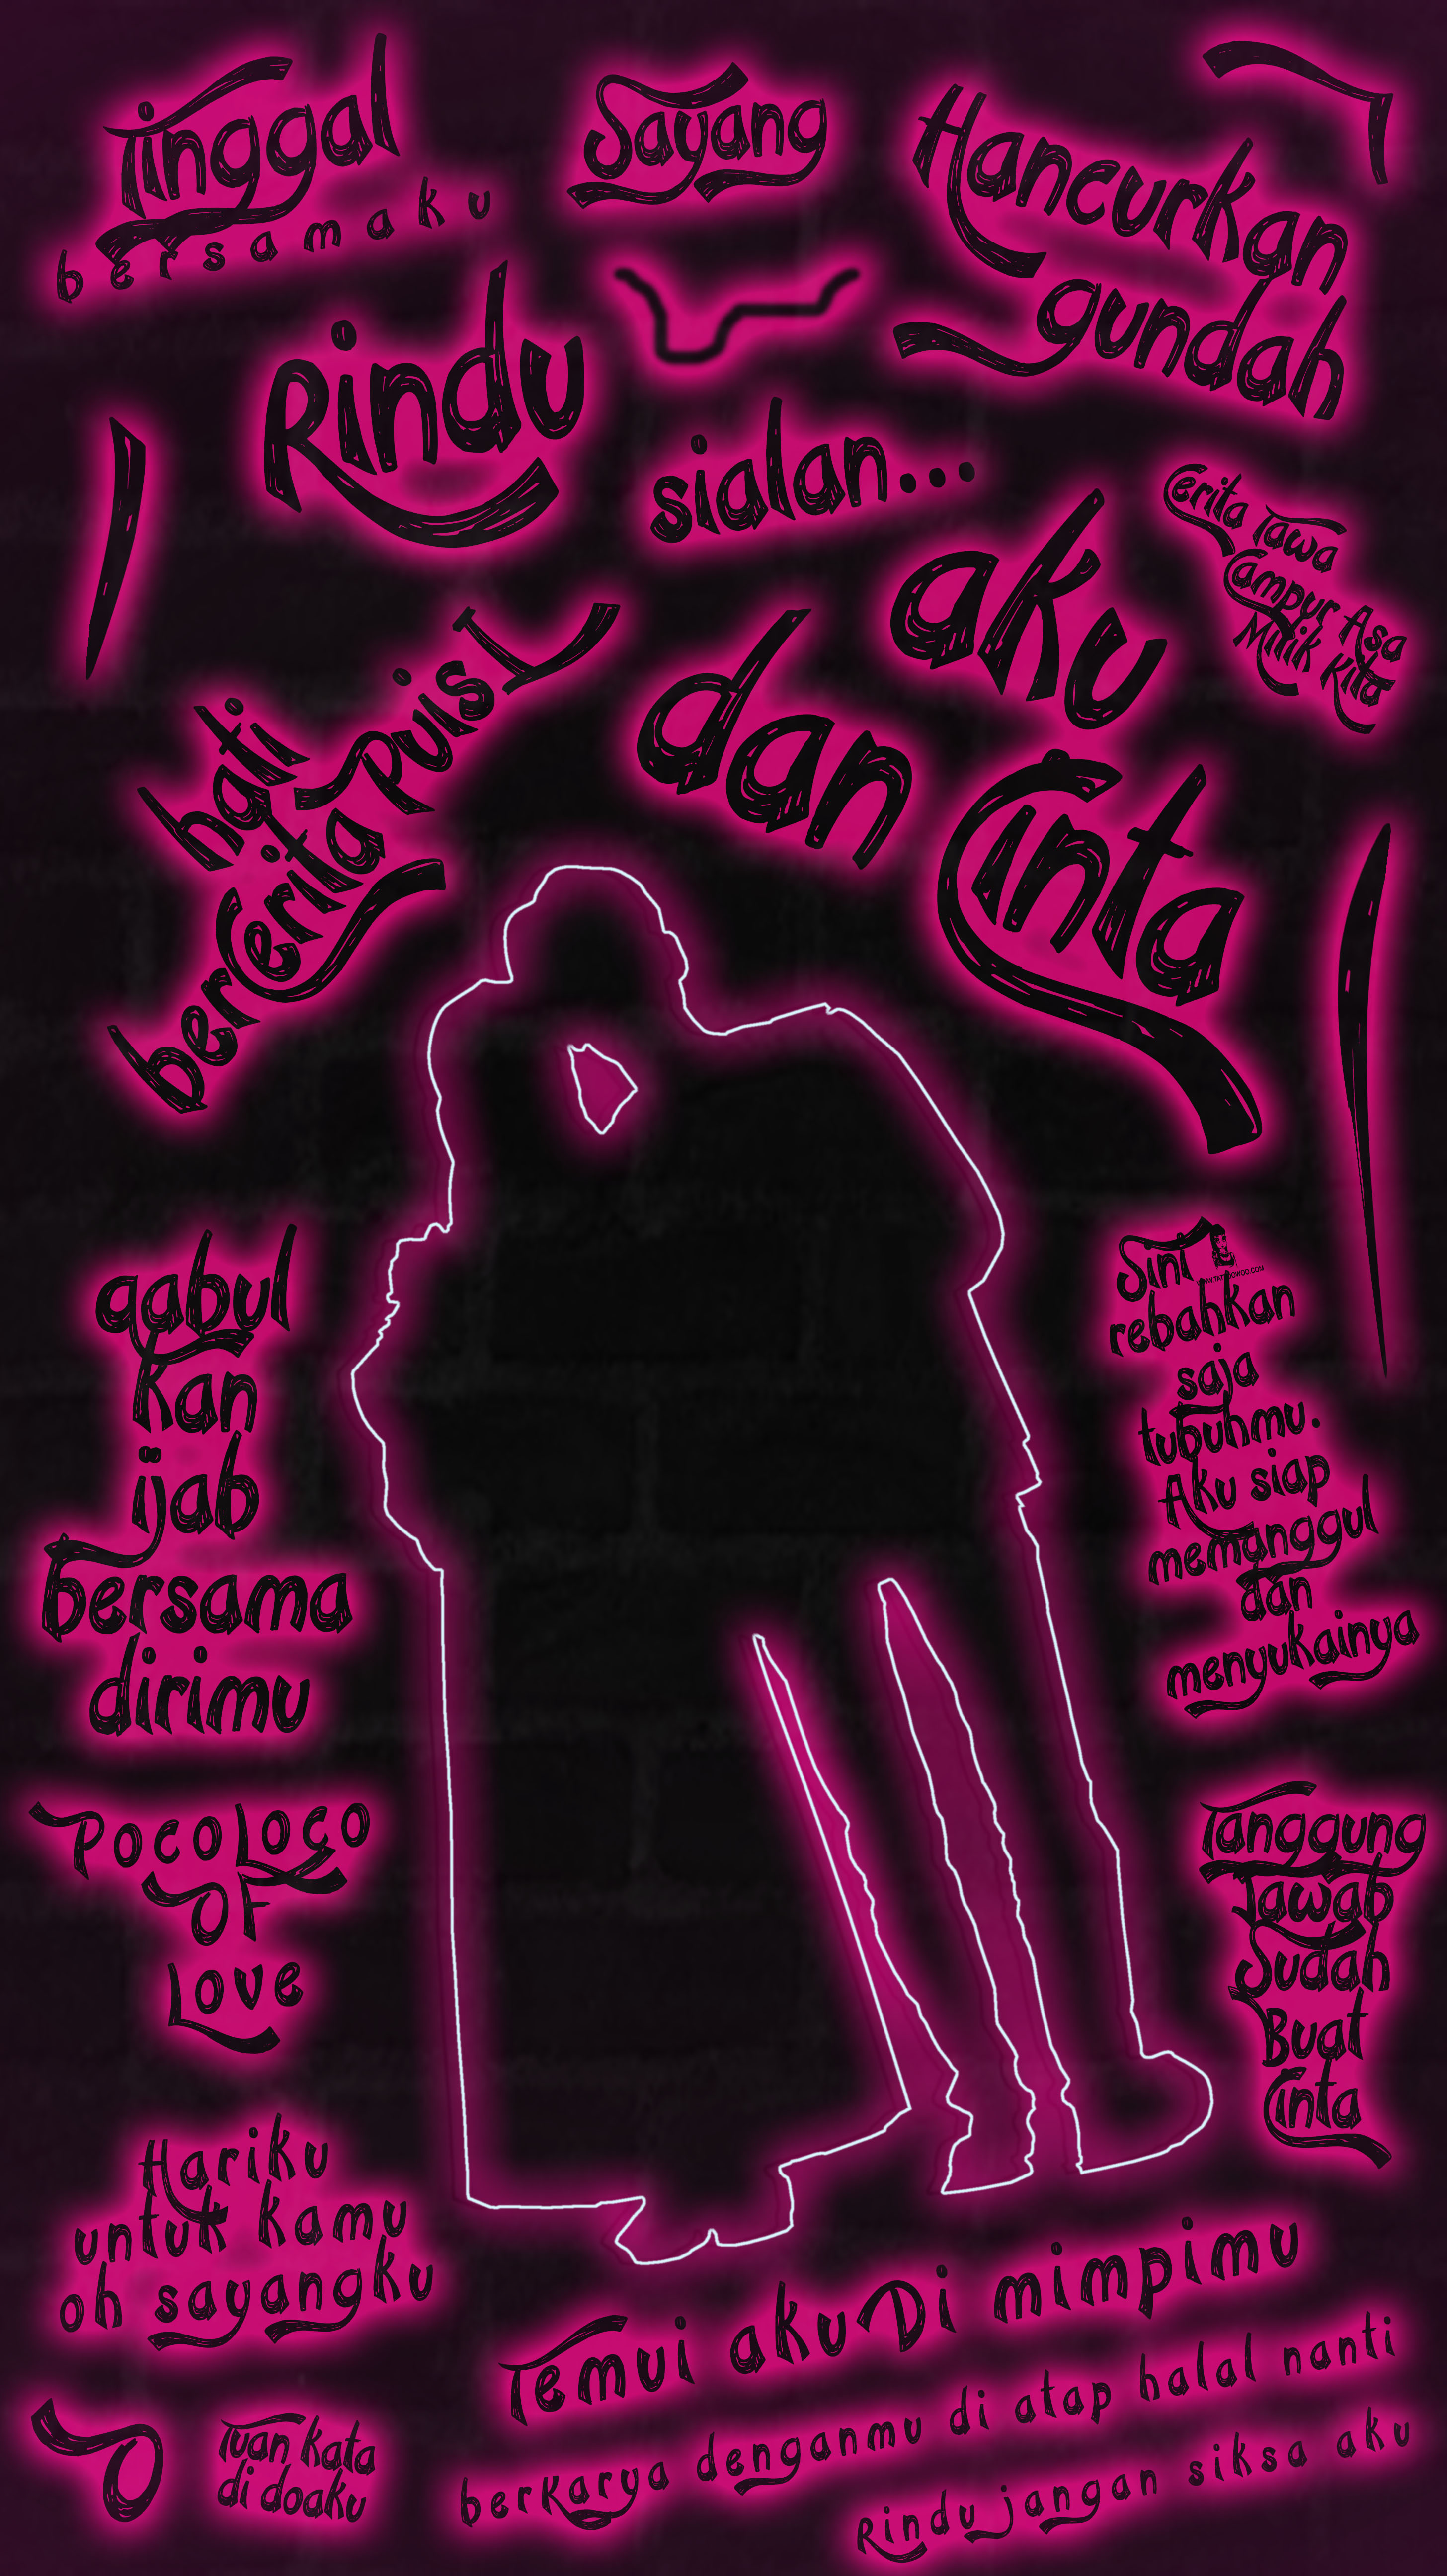 Tinggal
bersamaku
Sayang
Hancurkan
gundah
Rindu
sialan...
Cerita Tawa
Campur Asa
Milik Kita
aku
dan
Cinta
hati
berCerita PuisI
qabul
kan
ijab
bersama
dirimu
Sini
WWW.TATTOOWOO.COM
rebahkan
saja
tubuhmu.
Aku siap
memanggul
dan
menyukainya
PocoLoco
OF
Love
Tanggung
Jawab
Sudah
Buat
Cinta
Hariku
untuk kamu
oh sayangku
Temui aku Di mimpimu
berkarya denganmu di atap halal nanti
Rindu jangan siksa aku
Tuan kata
di doaku